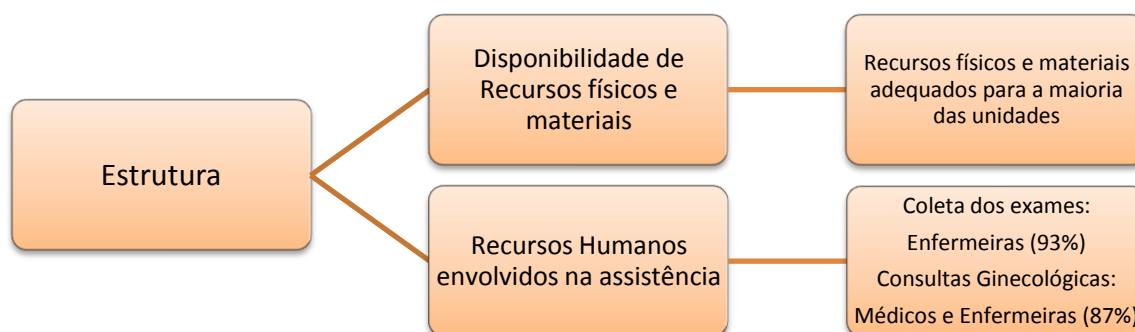 Estrutura
Disponibilidade de
Recursos físicos e
materiais
Recursos físicos e materiais
adequados para a maioria
das unidades
Recursos Humanos
envolvidos na assistência
Coleta dos exames:
Enfermeiras (93%)
Consultas Ginecológicas:
Médicos e Enfermeiras (87%)